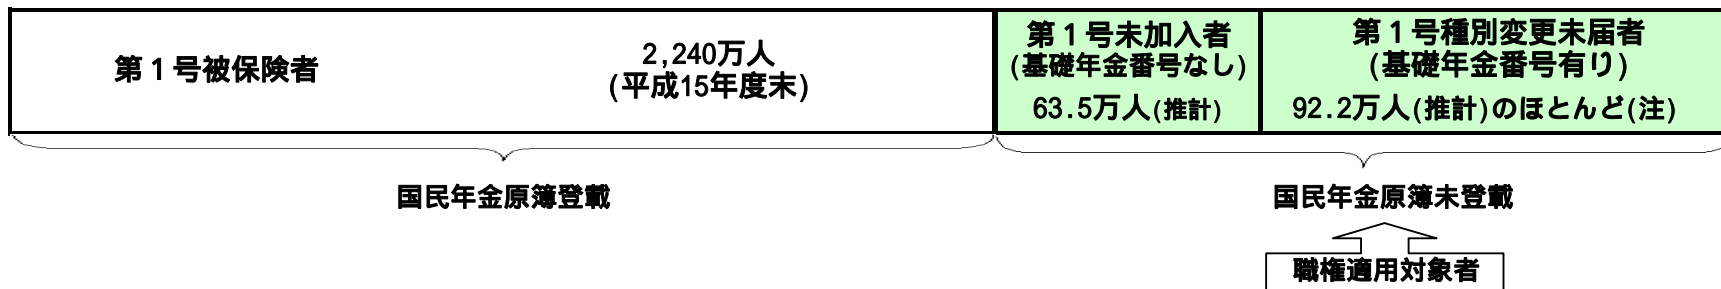 第1号被保険者
2,240万人
(平成15年度末)
第1号未加入者
(基礎年金番号なし)
63.5万人(推計)
第1号種別変更未届者
(基礎年金番号有り)
92.2万人(推計)のほとんど(注)
国民年金原簿登載
国民年金原簿未登載
職権適用対象者